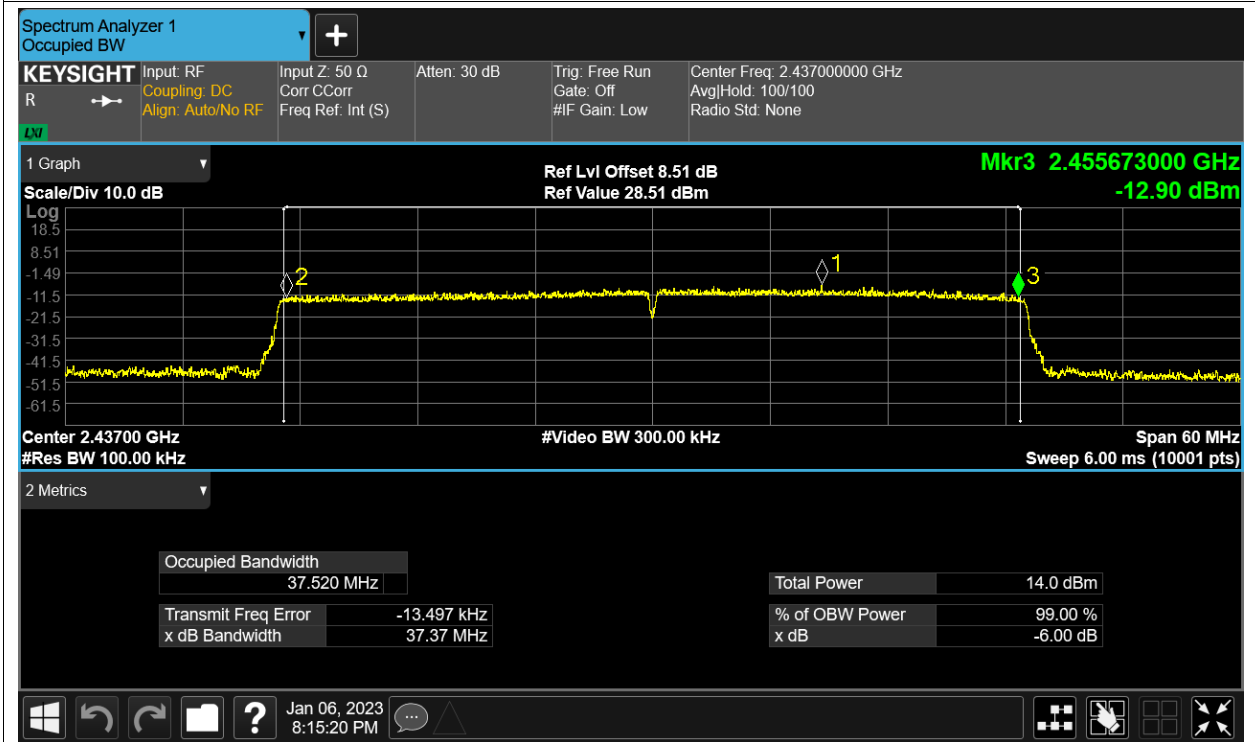 Spectrum Analyzer 1
Occupied BW
KEYSIGHT
R
LXI
Input: RF
Coupling: DC
Align: Auto/No RF
Input Z: 50 Ω
Corr CCorr
Freq Ref: Int (S)
Atten: 30 dB
Trig: Free Run
Gate: Off
#IF Gain: Low
Center Freq: 2.437000000 GHz
Avg|Hold: 100/100
Radio Std: None
1 Graph
Scale/Div 10.0 dB
Ref Lvl Offset 8.51 dB
Ref Value 28.51 dBm
Mkr3 2.455673000 GHz
-12.90 dBm
Log
18.5
8.51
-1.49
-11.5
-21.5
-31.5
-41.5
-51.5
-61.5
2
1
3
Center 2.43700 GHz
#Video BW 300.00 kHz
Span 60 MHz
#Res BW 100.00 kHz
Sweep 6.00 ms (10001 pts)
2 Metrics
Occupied Bandwidth
37.520 MHz
Transmit Freq Error -13.497 kHz
x dB Bandwidth 37.37 MHz
Total Power 14.0 dBm
% of OBW Power 99.00 %
x dB -6.00 dB
?
Jan 06, 2023
8:15:20 PM